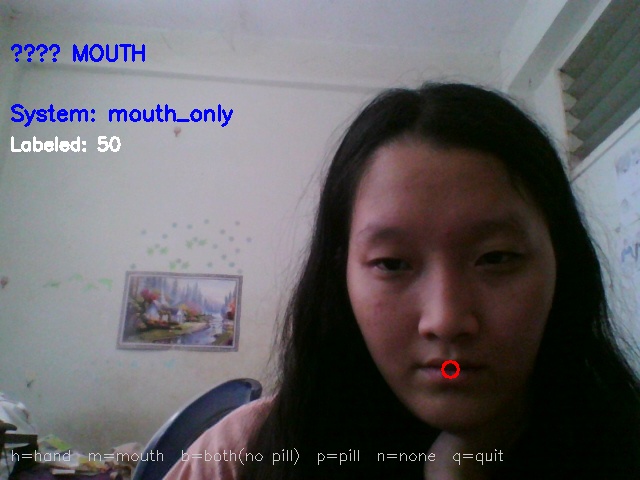 ???? MOUTH
System: mouth_only
Labeled: 50
h=hand m=mouth b=both(no pill) p=pill n=none q=quit